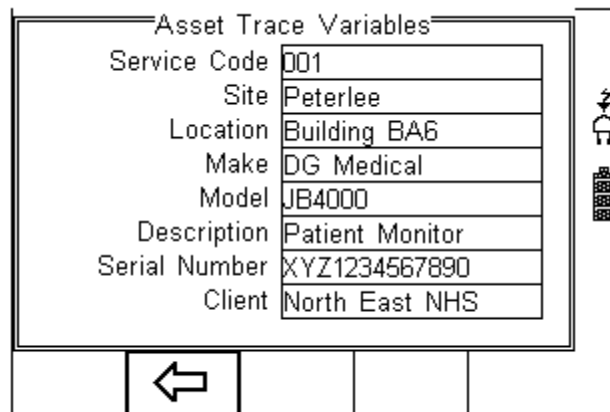 Asset Trace Variables
Service Code 001
Site Peterlee
Location Building BA6
Make DG Medical
Model JB4000
Description Patient Monitor
Serial Number XYZ1234567890
Client North East NHS